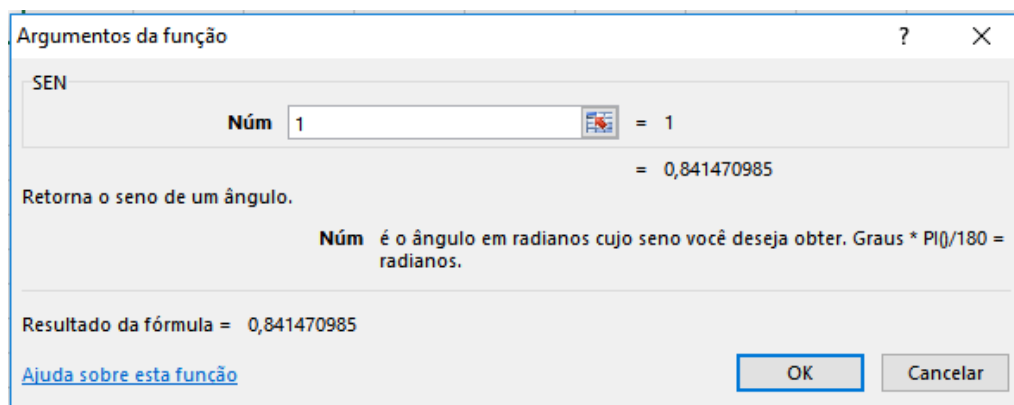 Argumentos da função ? X
SEN
Núm 1 = 1
= 0,841470985
Retorna o seno de um ângulo.
Núm é o ângulo em radianos cujo seno você deseja obter. Graus * PI()/180 =
radianos.
Resultado da fórmula = 0,841470985
Ajuda sobre esta função OK Cancelar